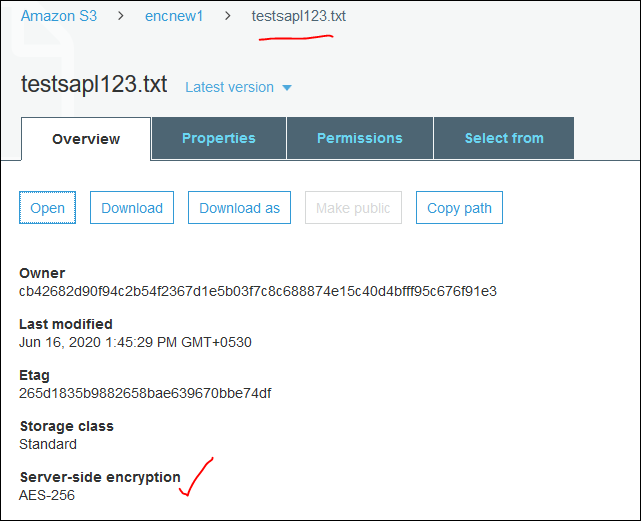 Amazon S3 > encnew1 > testsapl123.txt
testsapl123.txt Latest version
Overview Properties Permissions Select from
Open Download Download as Make public Copy path
Owner
cb42682d90f94c2b54f2367d1e5b03f7c8c688874e15c40d4bfff95c676f91e3
Last modified
Jun 16, 2020 1:45:29 PM GMT+0530
Etag
265d1835b9882658bae639670bbe74df
Storage class
Standard
Server-side encryption
AES-256